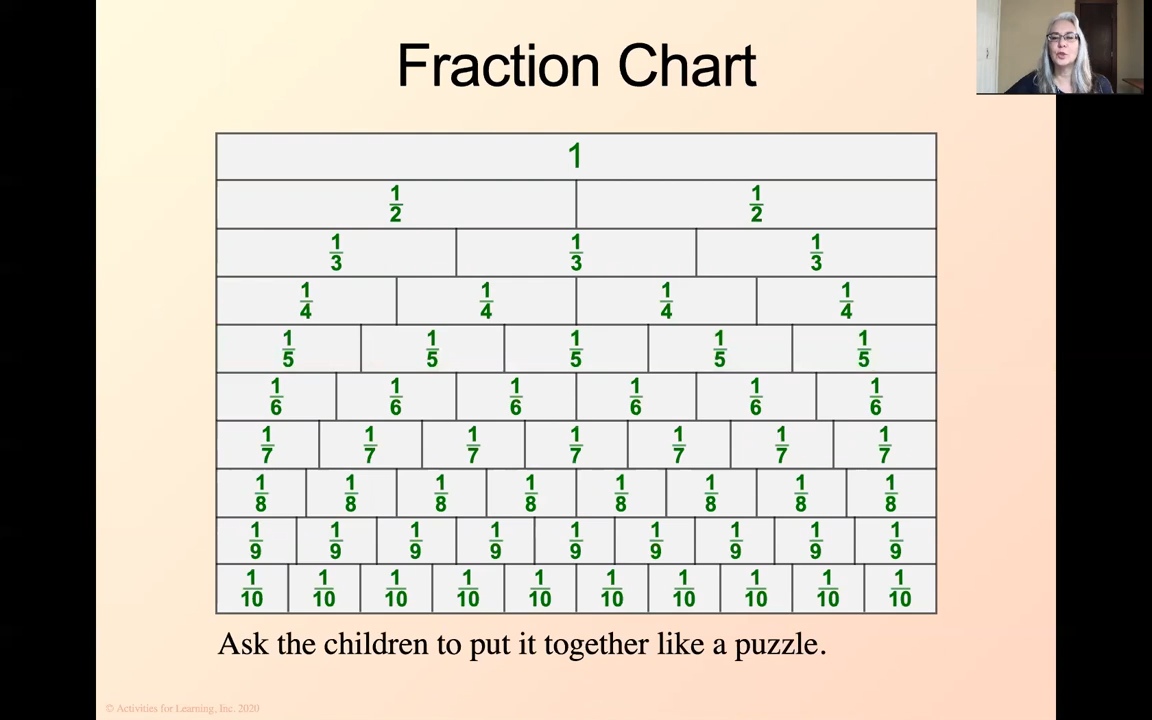 Fraction Chart
1
1/2 1/2
1/3 1/3 1/3
1/4 1/4 1/4 1/4
1/5 1/5 1/5 1/5 1/5
1/6 1/6 1/6 1/6 1/6 1/6
1/7 1/7 1/7 1/7 1/7 1/7 1/7
1/8 1/8 1/8 1/8 1/8 1/8 1/8 1/8
1/9 1/9 1/9 1/9 1/9 1/9 1/9 1/9 1/9
1/10 1/10 1/10 1/10 1/10 1/10 1/10 1/10 1/10 1/10
Ask the children to put it together like a puzzle.
© Activities for Learning, Inc. 2020